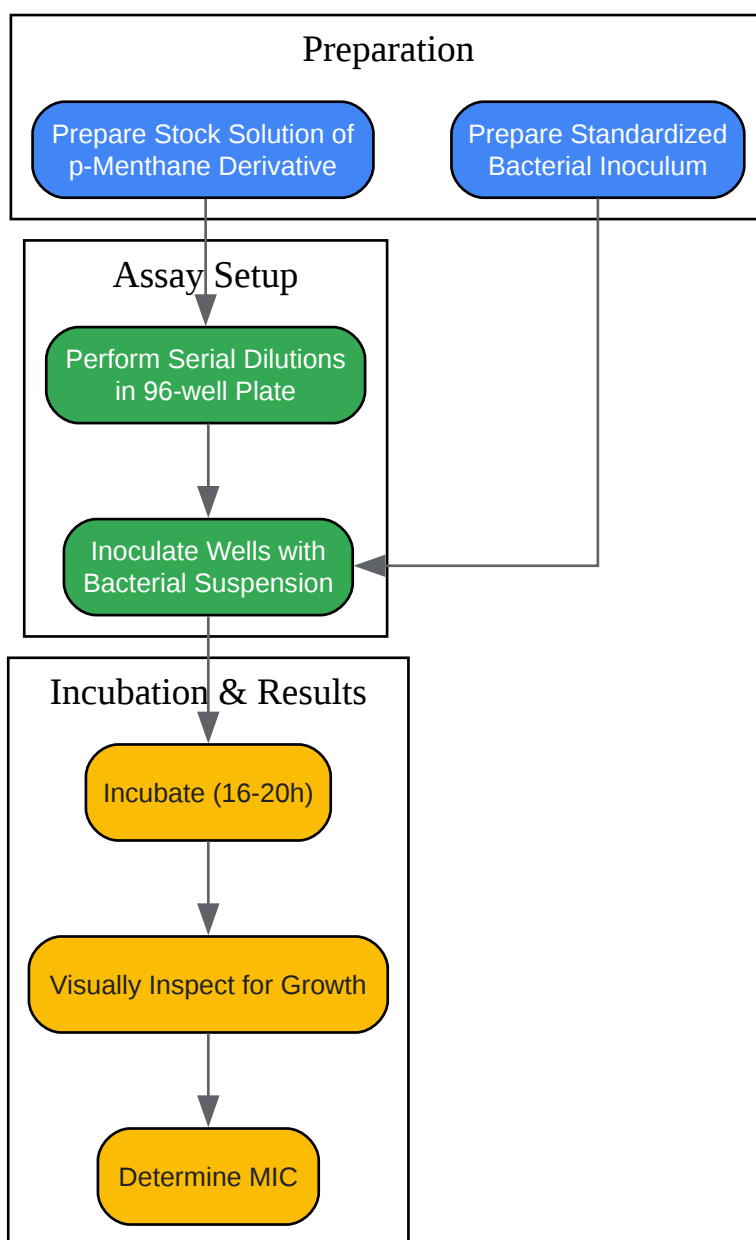 Preparation
Prepare Stock Solution of
p-Menthane Derivative
Prepare Standardized
Bacterial Inoculum
Assay Setup
Perform Serial Dilutions
in 96-well Plate
Inoculate Wells with
Bacterial Suspension
Incubation & Results
Incubate (16-20h)
Visually Inspect for Growth
Determine MIC